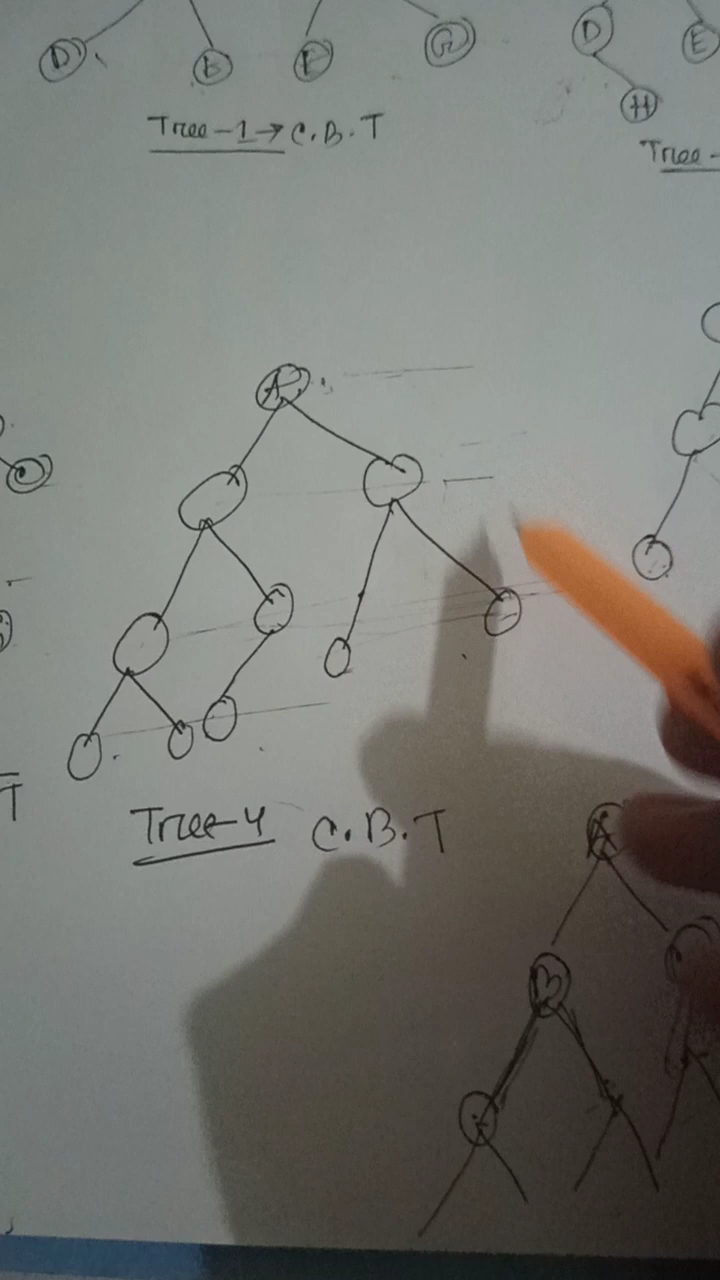 D E F G D E
H
Tree-1→ C.B.T
Tree-
A
T
Tree-4 C.B.T
A
B